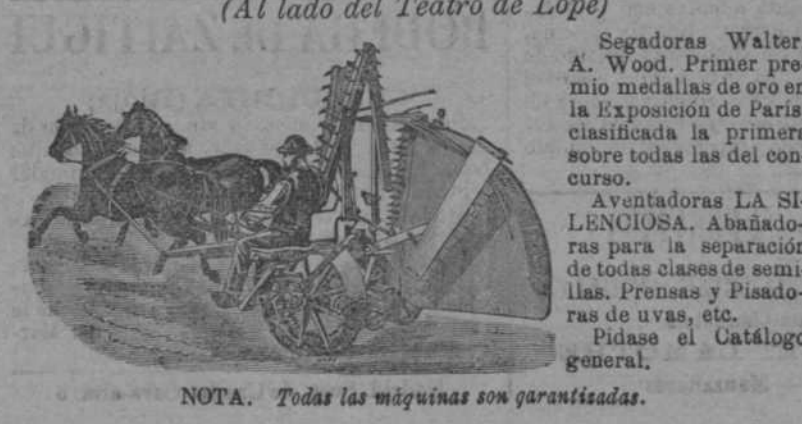 (Al lado del Teatro de Lope)
Segadoras Walter
A. Wood. Primer pre-
mio medallas de oro en
la Exposición de París
clasificada la primera
sobre todas las del con-
curso.
Aventadoras LA SI-
LENCIOSA. Abañado-
ras para la separación
de todas clases de semi-
llas. Prensas y Pisado-
ras de uvas, etc.
Pidase el Catálogo
general.
NOTA. Todas las máquinas son garantizadas.